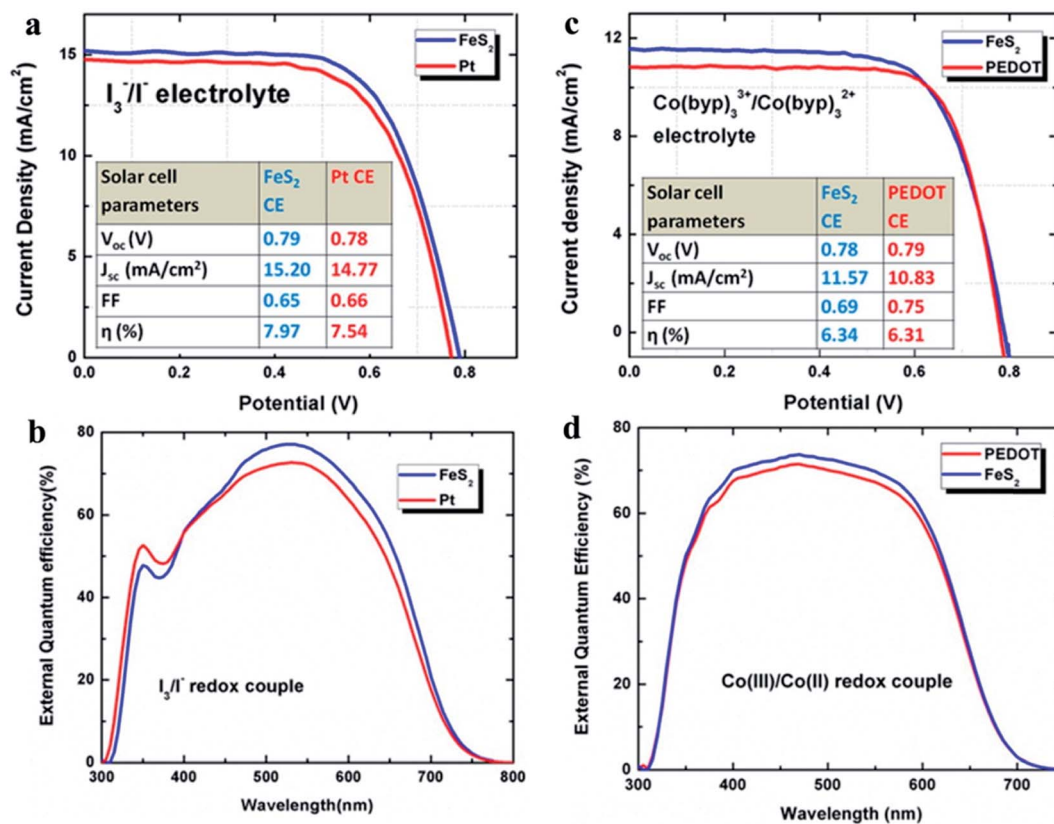 a
Current Density (mA/cm²)
15
10
5
0
FeS₂
Pt
I₃⁻/I⁻ electrolyte
Solar cell parameters FeS₂ CE Pt CE
Vₒc (V) 0.79 0.78
Jsc (mA/cm²) 15.20 14.77
FF 0.65 0.66
η (%) 7.97 7.54
0.0 0.2 0.4 0.6 0.8
Potential (V)
c
Current density (mA/cm²)
12
8
4
0
FeS₂
PEDOT
Co(byp)₃³⁺/Co(byp)₃²⁺
electrolyte
Solar cell parameters FeS₂ CE PEDOT CE
Vₒc (V) 0.78 0.79
Jsc (mA/cm²) 11.57 10.83
FF 0.69 0.75
η (%) 6.34 6.31
0.0 0.2 0.4 0.6 0.8
Potential (V)
b
External Quantum efficiency(%)
80
60
40
20
0
FeS₂
Pt
I₃/I⁻ redox couple
300 400 500 600 700 800
Wavelength(nm)
d
External Quantum Efficiency (%)
80
60
40
20
0
PEDOT
FeS₂
Co(III)/Co(II) redox couple
300 400 500 600 700
Wavelength (nm)